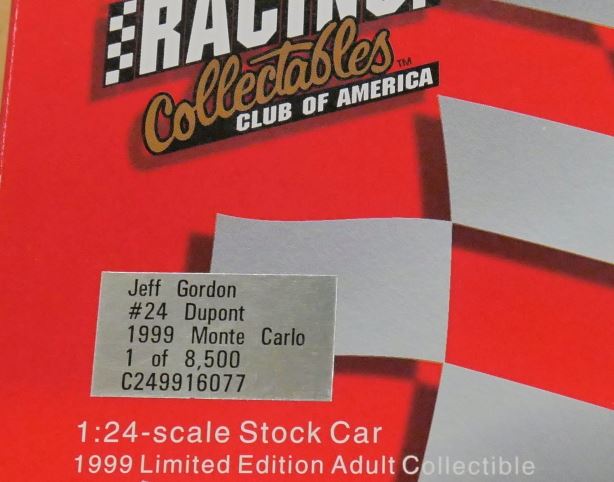 RACING!
Collectables™
CLUB OF AMERICA
Jeff Gordon
#24 Dupont
1999 Monte Carlo
1 of 8,500
C249916077
1:24-scale Stock Car
1999 Limited Edition Adult Collectible